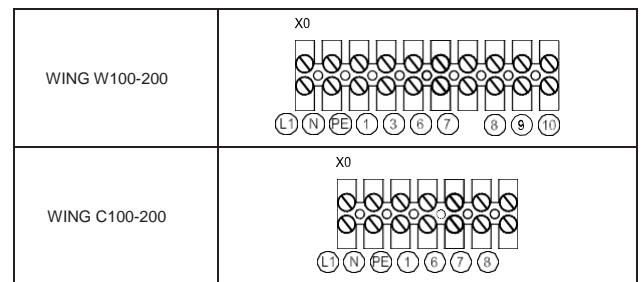 X0
WING W100-200
L1 N PE 1 3 6 7 8 9 10
X0
WING C100-200
L1 N PE 1 6 7 8